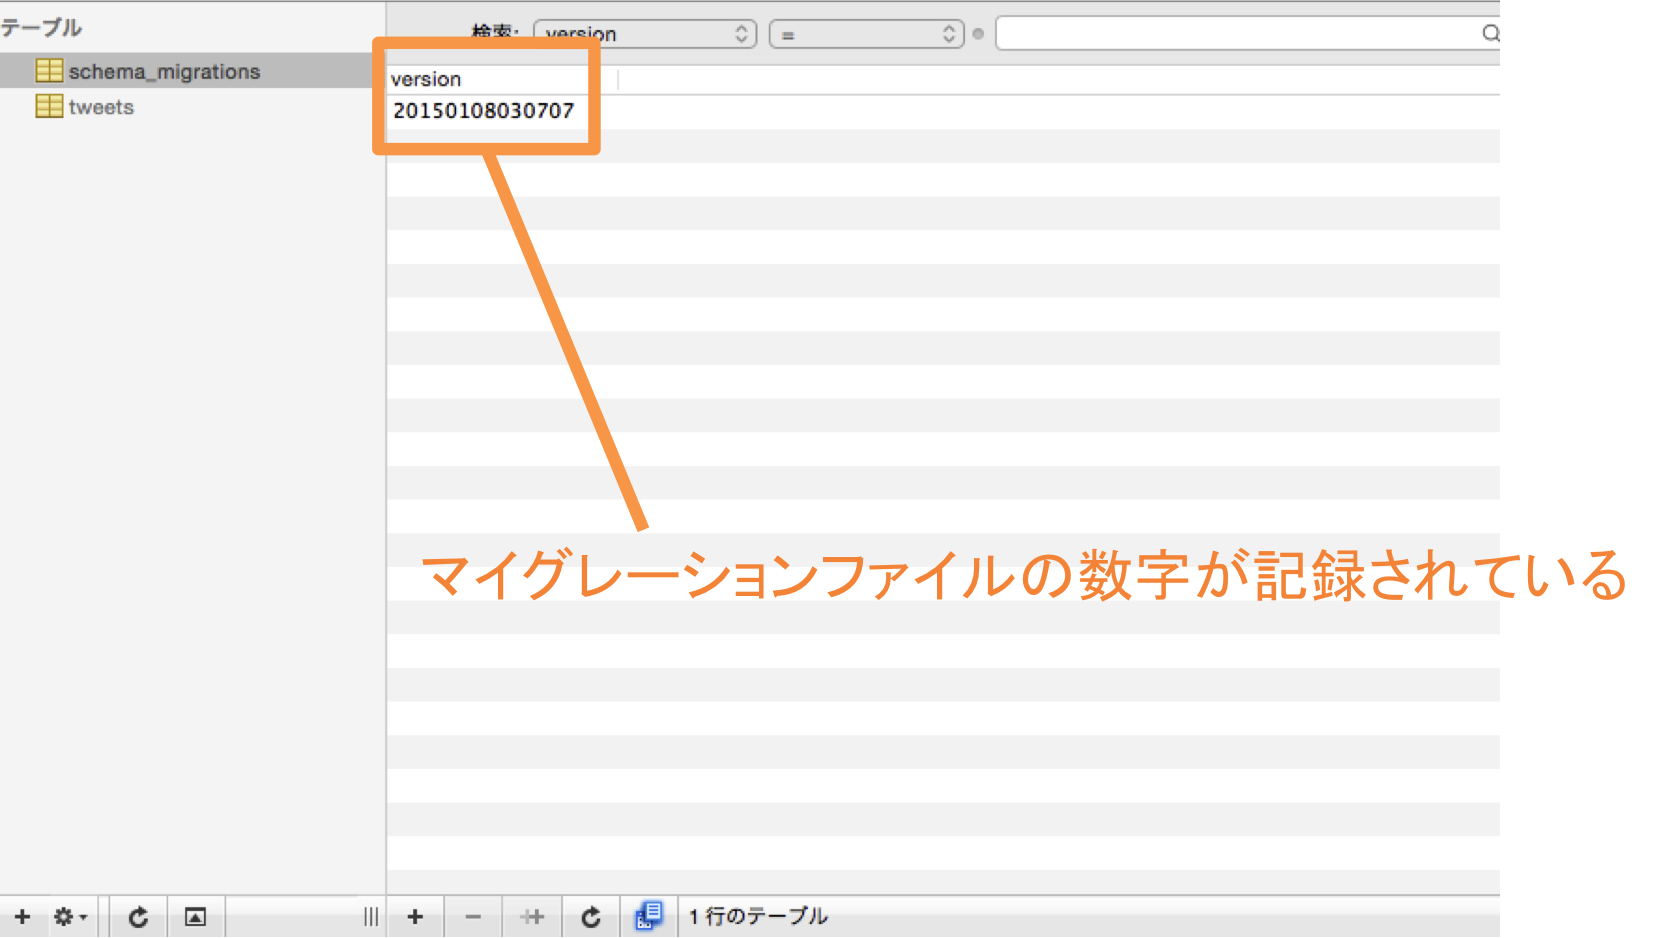 テーブル
schema_migrations
tweets
検索: version =
version
20150108030707
マイグレーションファイルの数字が記録されている
1 行のテーブル